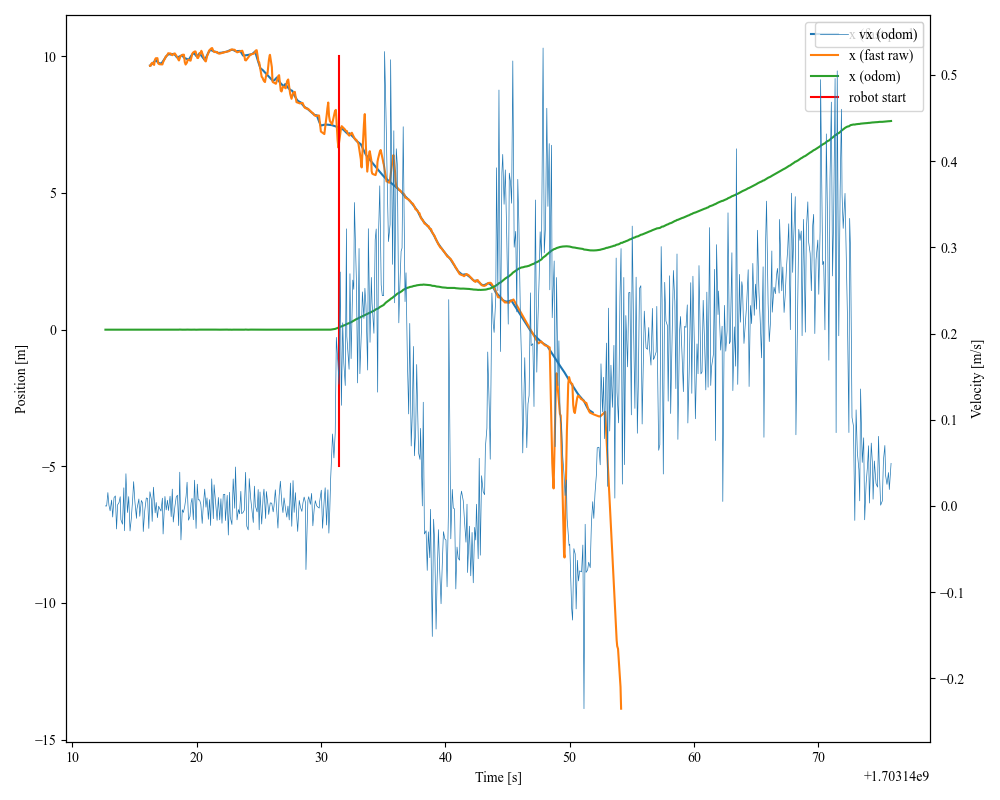 vx (odom)
x (fast raw)
x (odom)
robot start
10
5
0
−5
−10
−15
Position [m]
0.5
0.4
0.3
0.2
0.1
0.0
−0.1
−0.2
Velocity [m/s]
10
20
30
40
50
60
70
Time [s]
+1.70314e9